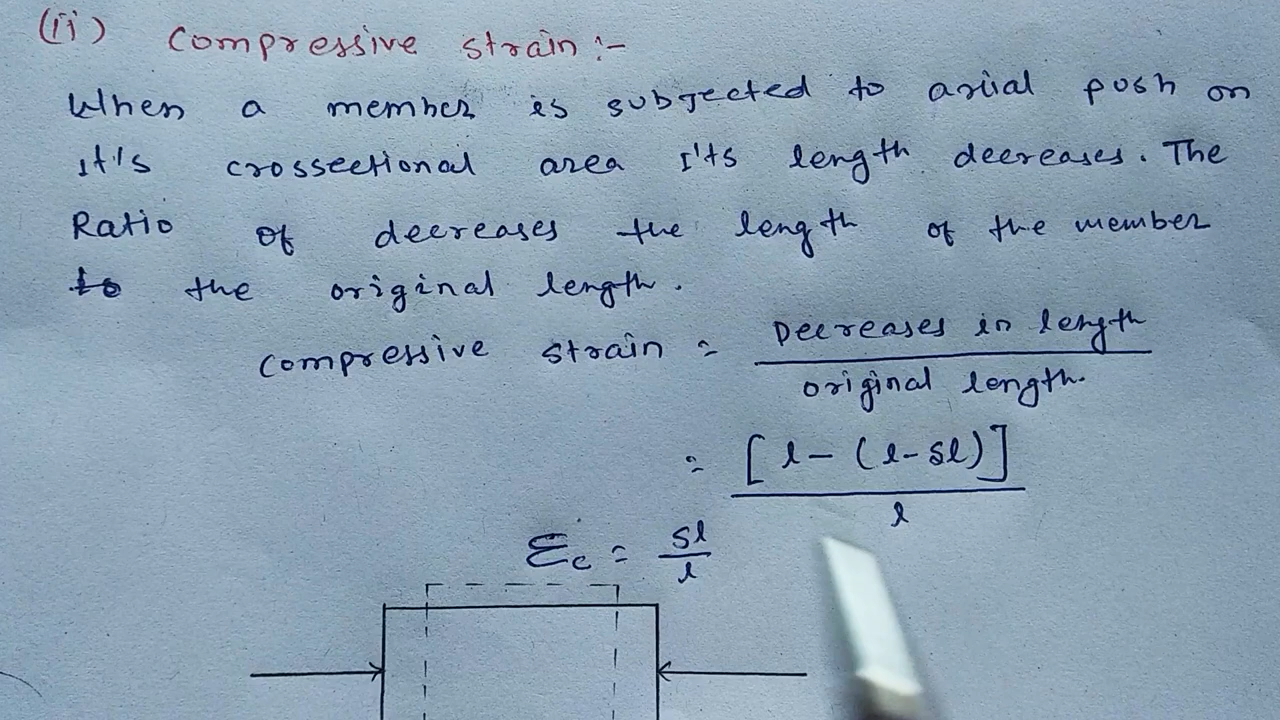 (ii) Compressive strain :-
When a member is subjected to axial push on
It's crossectional area I'ts length decreases. The
Ratio of decreases the length of the member
to the original length.
compressive strain = Decreases in length / original length.
= [l - (l - δl)] / l
Ɛc = δl / l